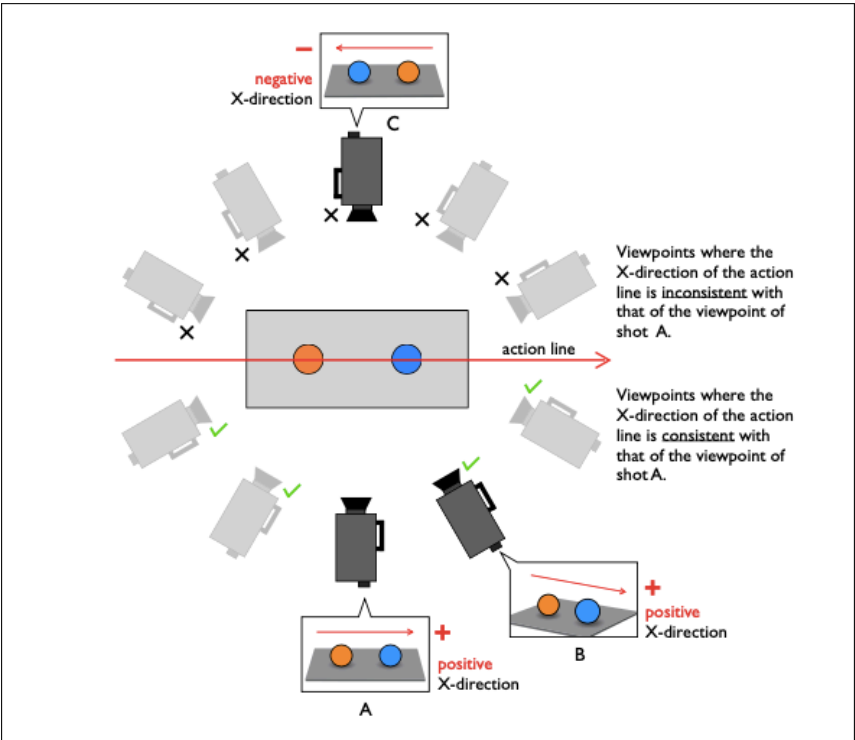 −
negative
X-direction
C
Viewpoints where the
X-direction of the action
line is inconsistent with
that of the viewpoint of
shot A.
action line
Viewpoints where the
X-direction of the action
line is consistent with
that of the viewpoint of
shot A.
+
positive
X-direction
B
+
positive
X-direction
A